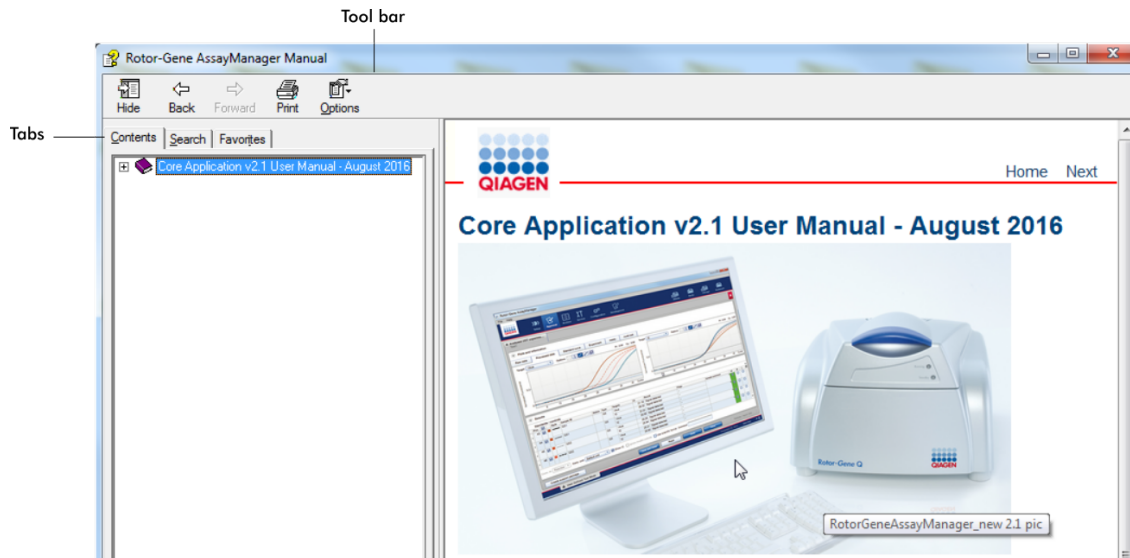 Tool bar
Rotor-Gene AssayManager Manual
Hide Back Forward Print Options
Tabs
Contents Search Favorites
Core Application v2.1 User Manual - August 2016
QIAGEN
Home Next
Core Application v2.1 User Manual - August 2016
Rotor-Gene Q
QIAGEN
RotorGeneAssayManager_new 2.1 pic